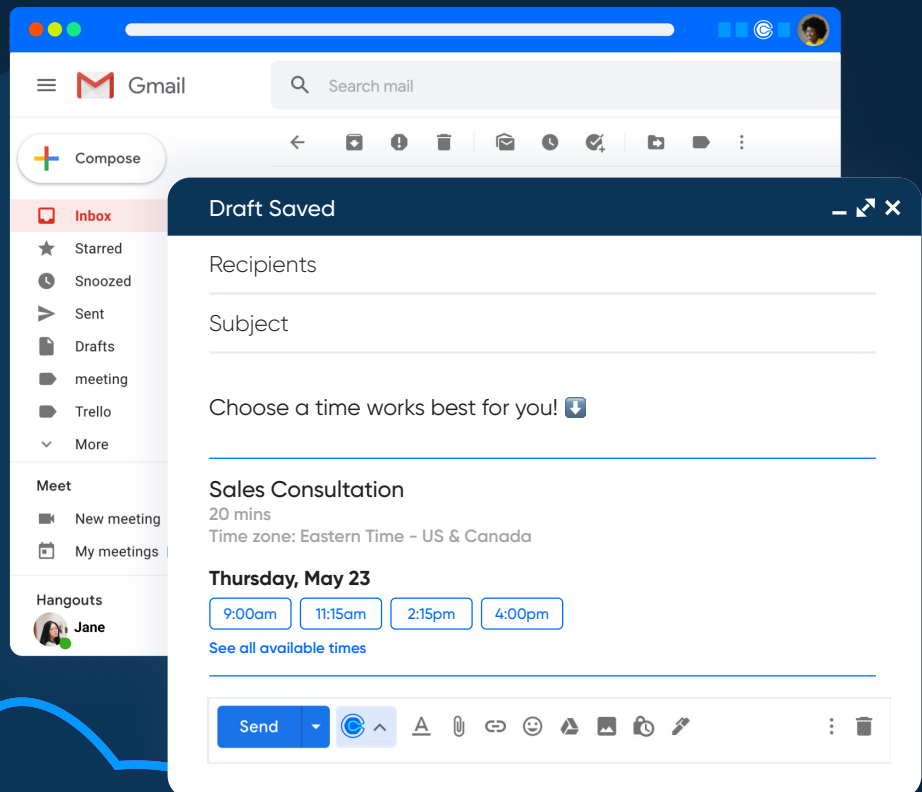 Gmail
Search mail
Compose
Inbox
Starred
Snoozed
Sent
Drafts
meeting
Trello
More
Meet
New meeting
My meetings
Hangouts
Jane
Draft Saved
Recipients
Subject
Choose a time works best for you! ⬇️
Sales Consultation
20 mins
Time zone: Eastern Time - US & Canada
Thursday, May 23
9:00am 11:15am 2:15pm 4:00pm
See all available times
Send